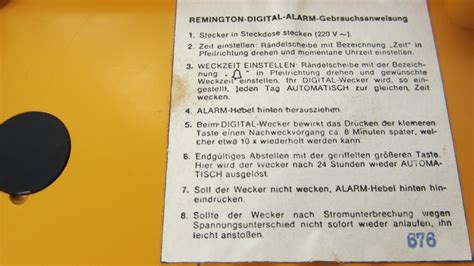 REMINGTON-DIGITAL-ALARM-Gebrauchsanweisung
1. Stecker in Steckdose stecken (220 V ~).
2. Zeit einstellen: Rändelscheibe mit Bezeichnung „Zeit" in
Pfeilrichtung drehen und momentane Uhrzeit einstellen.
3. WECKZEIT EINSTELLEN: Rändelscheibe mit der Bezeich-
nung „ " in Pfeilrichtung drehen und gewünschte
Weckzeit einstellen. Ihr DIGITAL-Wecker wird, so ein-
gestellt, jeden Tag AUTOMATISCH zur gleichen Zeit
wecken.
4. ALARM-Hebel hinten herausziehen.
5. Beim DIGITAL-Wecker bewirkt das Drücken der kleineren
Taste einen Nachweckvorgang ca. 8 Minuten später, wel-
cher etwa 10 x wiederholt werden kann.
6. Endgültiges Abstellen mit der geriffelten größeren Taste.
Hier wird der Wecker nach 24 Stunden wieder AUTOMA-
TISCH ausgelöst.
7. Soll der Wecker nicht wecken, ALARM-Hebel hinten hin-
eindrücken.
8. Sollte der Wecker nach Stromunterbrechung wegen
Spannungsunterschied nicht sofort wieder anlaufen, ihn
leicht anstoßen.
676